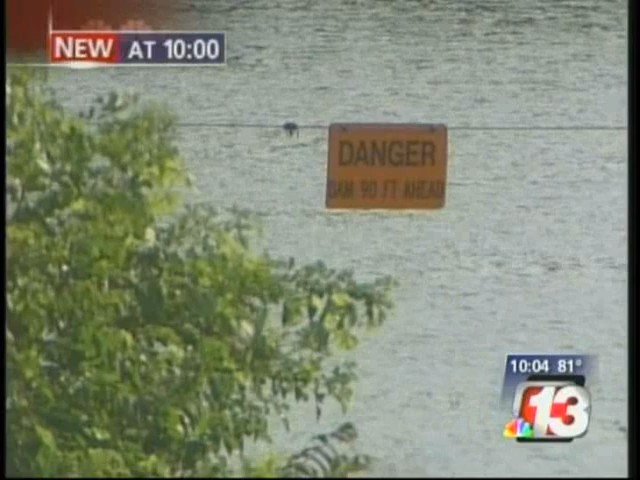 NEW AT 10:00
DANGER
DAM 90 FT AHEAD
10:04 81°
13